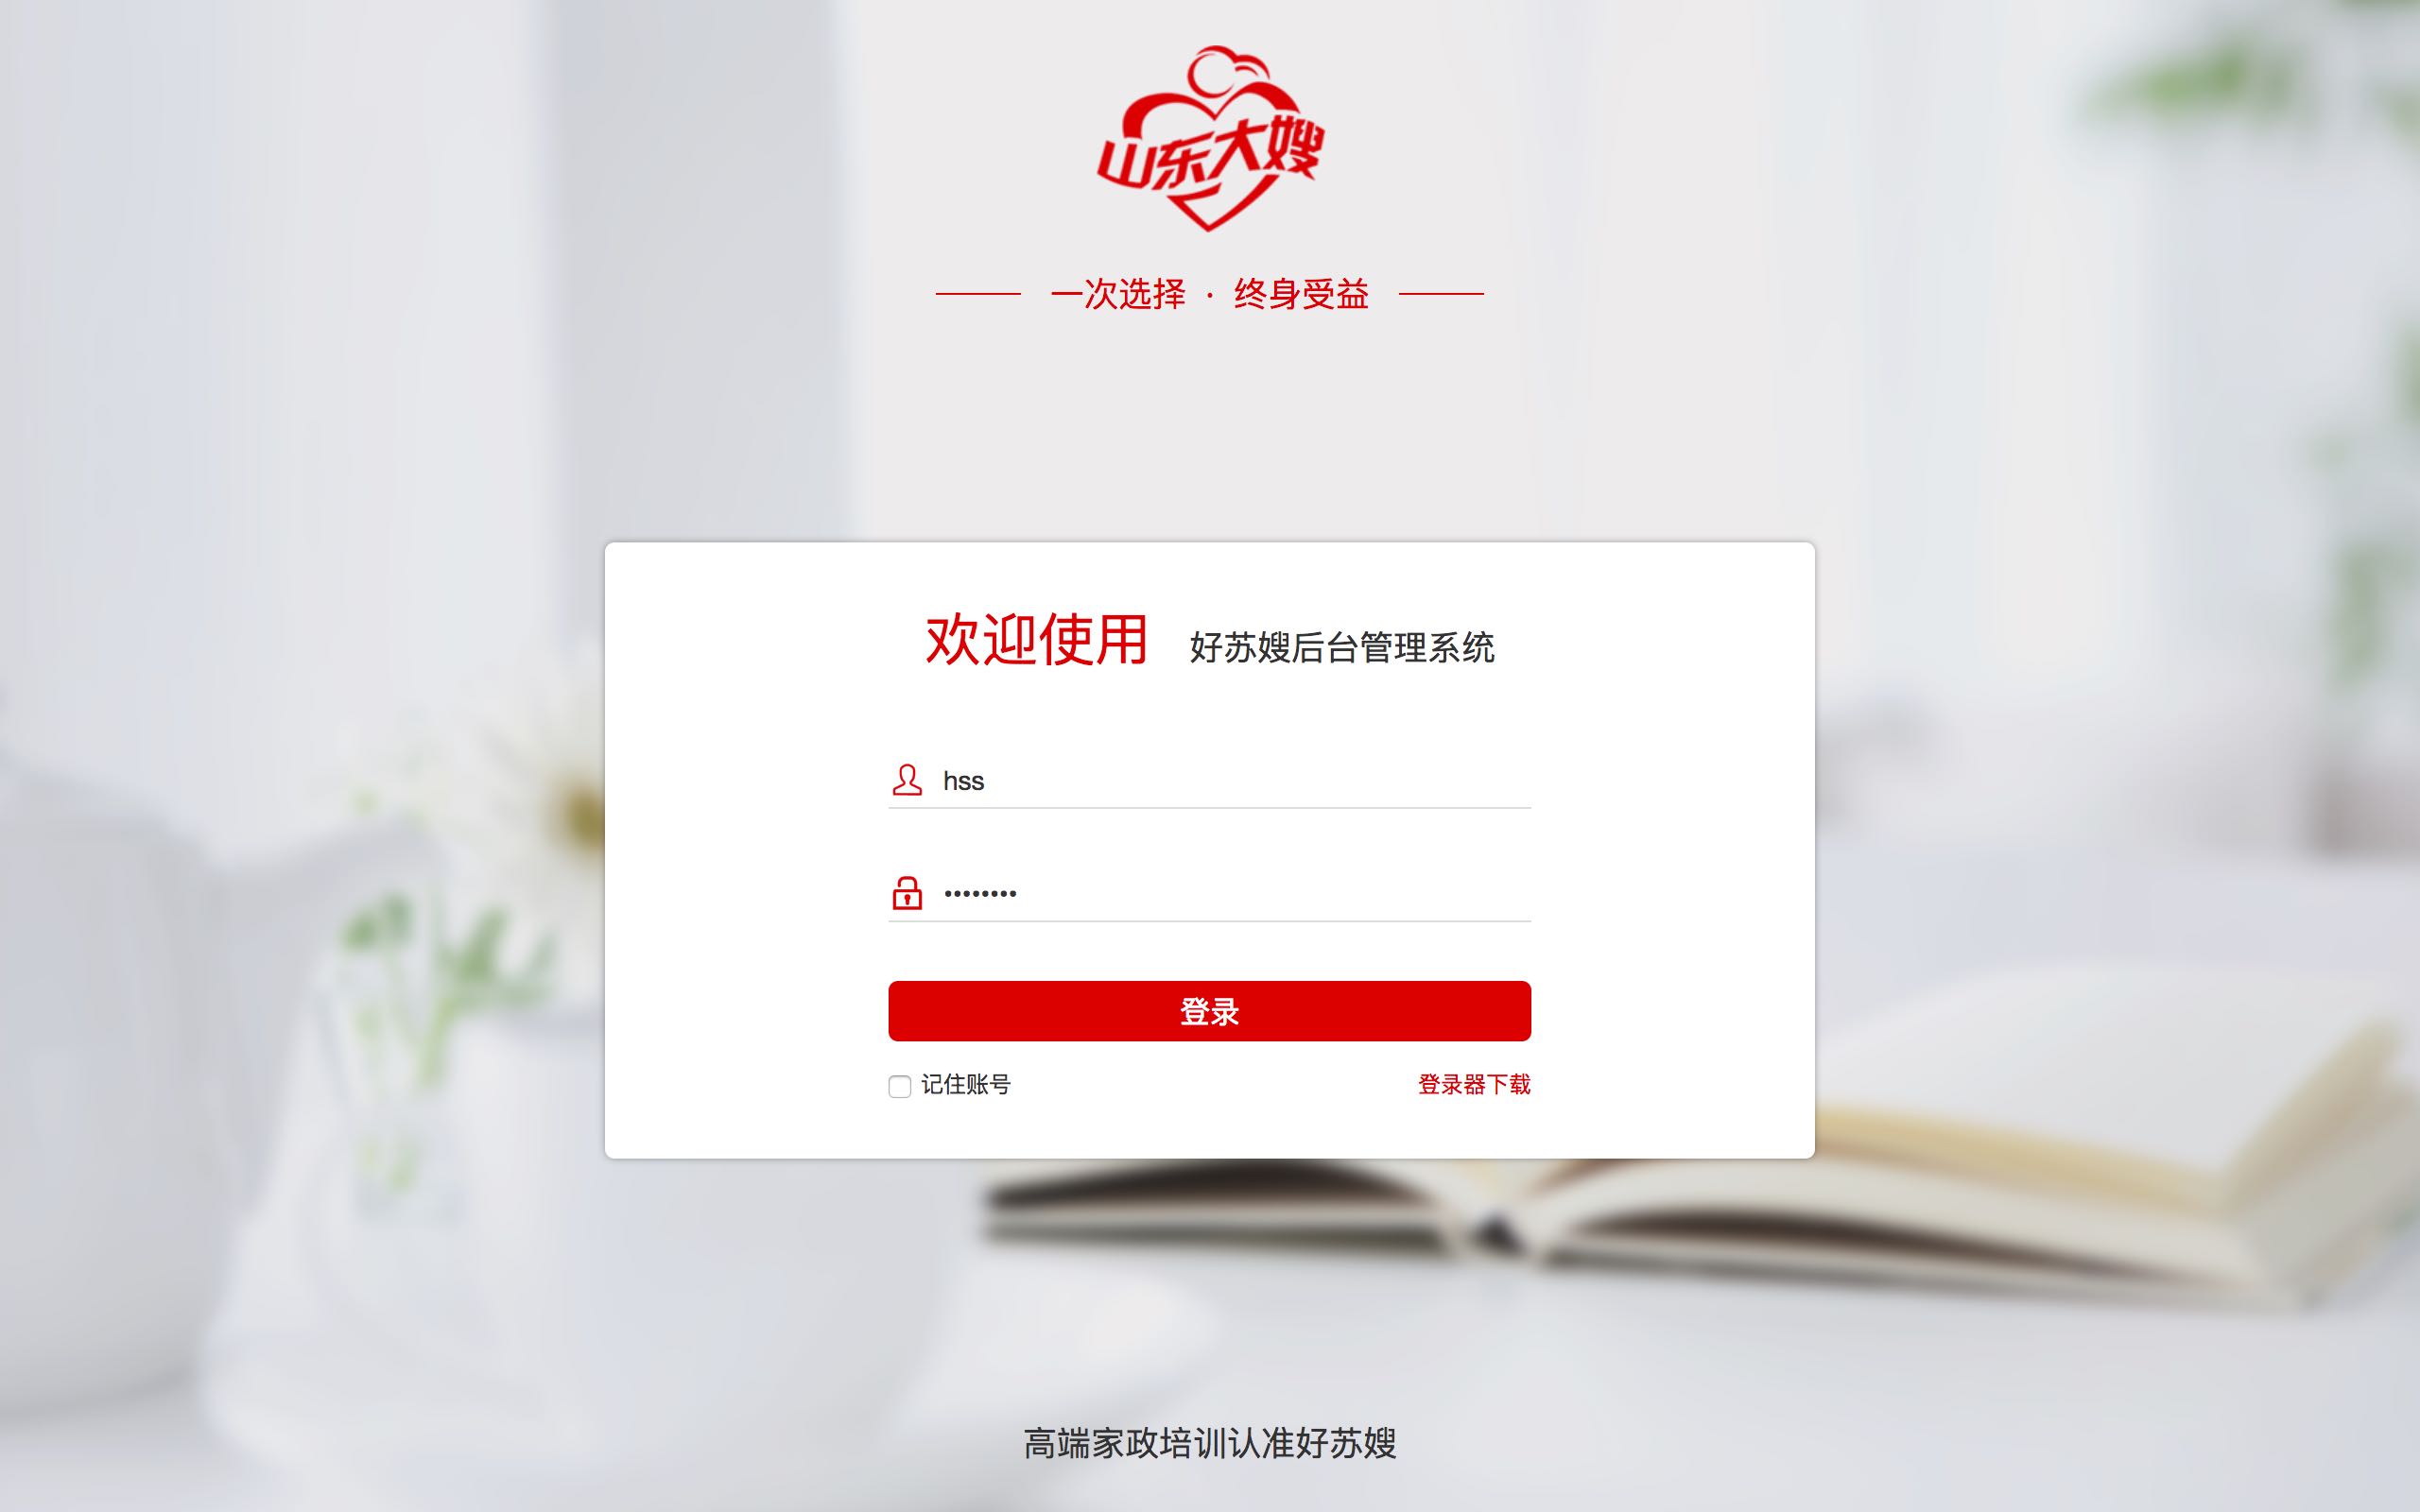 山东大嫂
一次选择 · 终身受益
欢迎使用 好苏嫂后台管理系统
hss
••••••••
登录
记住账号 登录器下载
高端家政培训认准好苏嫂